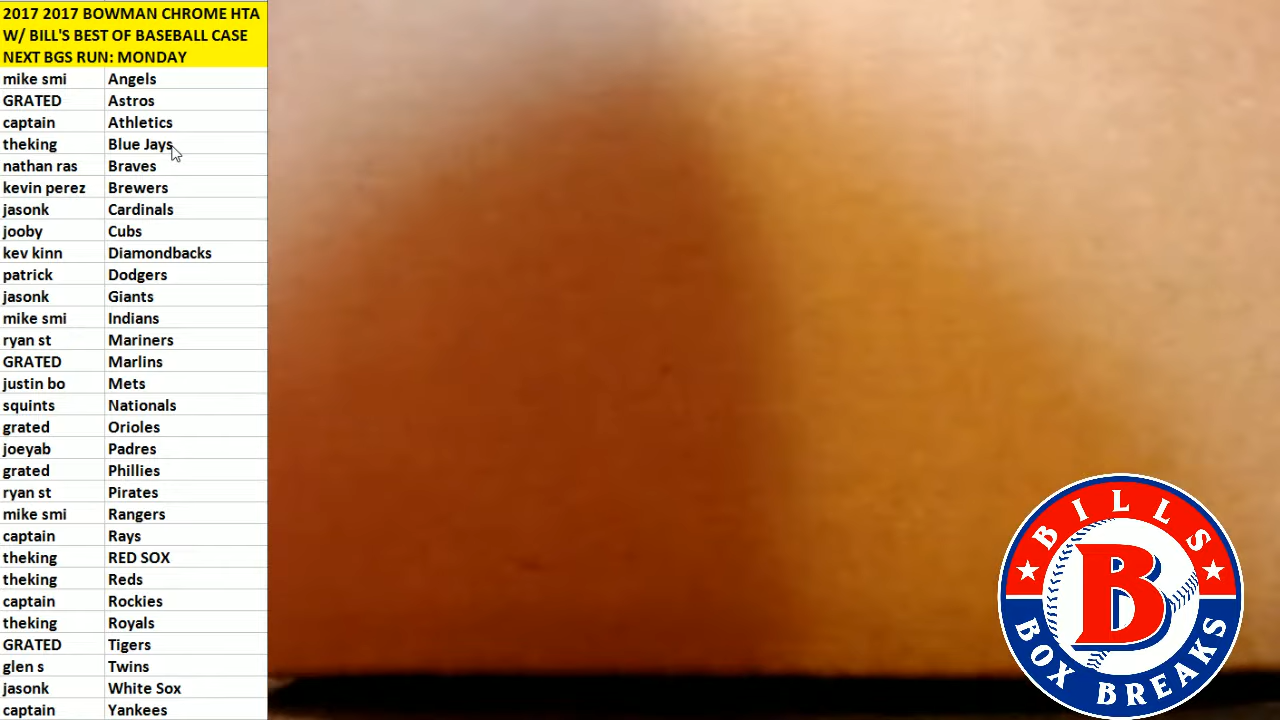 2017 2017 BOWMAN CHROME HTA
W/ BILL'S BEST OF BASEBALL CASE
NEXT BGS RUN: MONDAY
mike smi Angels
GRATED Astros
captain Athletics
theking Blue Jays
nathan ras Braves
kevin perez Brewers
jasonk Cardinals
jooby Cubs
kev kinn Diamondbacks
patrick Dodgers
jasonk Giants
mike smi Indians
ryan st Mariners
GRATED Marlins
justin bo Mets
squints Nationals
grated Orioles
joeyab Padres
grated Phillies
ryan st Pirates
mike smi Rangers
captain Rays
theking RED SOX
theking Reds
captain Rockies
theking Royals
GRATED Tigers
glen s Twins
jasonk White Sox
captain Yankees
BILLS
B
BOX BREAKS